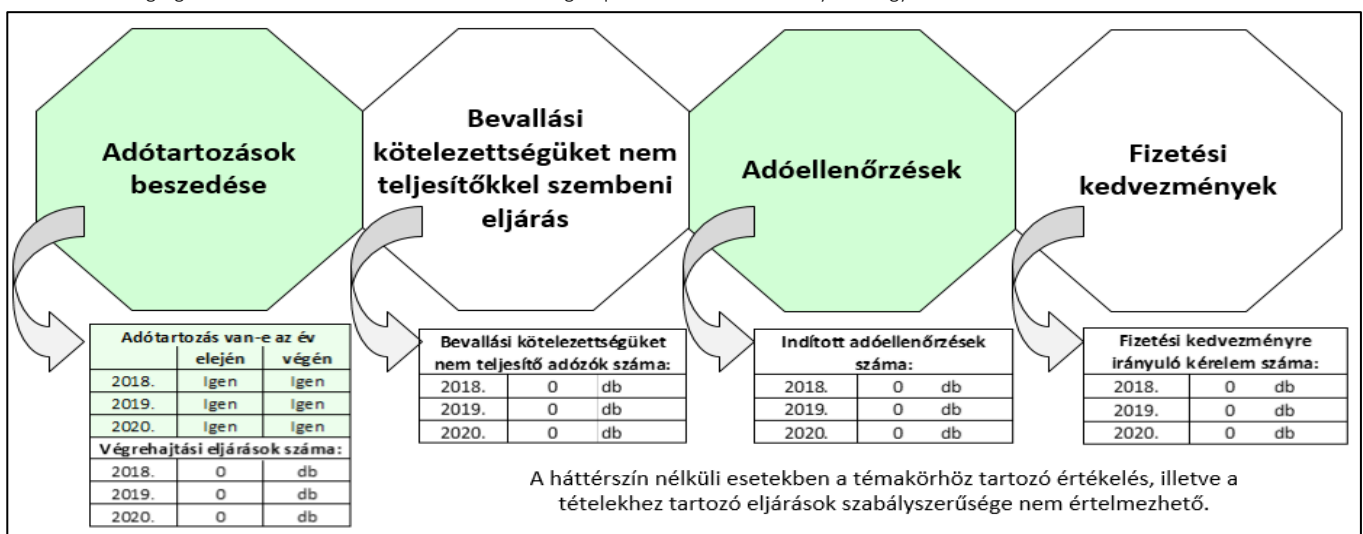 Adótartozások
beszedése
Bevallási
kötelezettségüket nem
teljesítőkkel szembeni
eljárás
Adóellenőrzések
Fizetési
kedvezmények
Adótartozás van-e az év
elején végén
2018. Igen Igen
2019. Igen Igen
2020. Igen Igen
Végrehajtási eljárások száma:
2018. 0 db
2019. 0 db
2020. 0 db
Bevallási kötelezettségüket
nem teljesítő adózók száma:
2018. 0 db
2019. 0 db
2020. 0 db
Indított adóellenőrzések
száma:
2018. 0 db
2019. 0 db
2020. 0 db
Fizetési kedvezményre
irányuló kérelem száma:
2018. 0 db
2019. 0 db
2020. 0 db
A háttérszín nélküli esetekben a témakörhöz tartozó értékelés, illetve a
tételekhez tartozó eljárások szabályszerűsége nem értelmezhető.